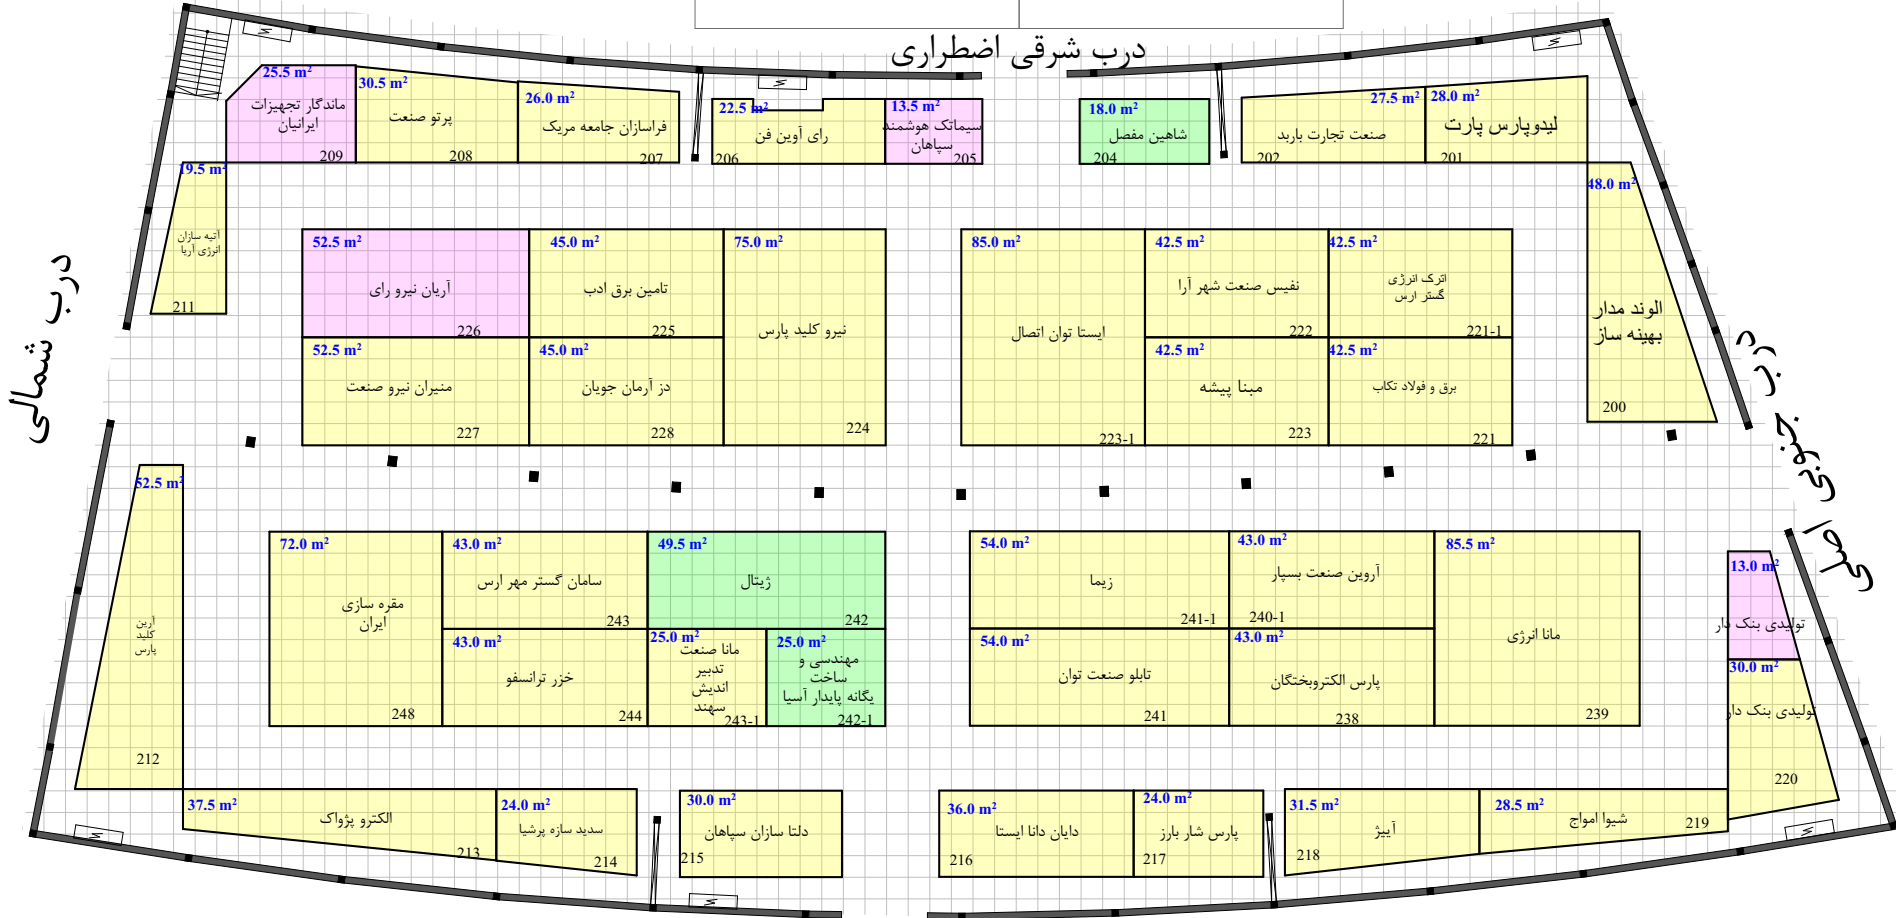 درب شرقی اضطراری
25.5 m²
ماندگار تجهیزات
ایرانیان
209
30.5 m²
پرتو صنعت
208
26.0 m²
فراسازان جامعه مریک
207
22.5 m²
رای آوین فن
206
13.5 m²
سیماتک هوشمند
سپاهان
205
18.0 m²
شاهین مفصل
204
27.5 m²
صنعت تجارت باربد
202
28.0 m²
لیدوپارس پارت
201
19.5 m²
آتیه سازان
انرژی آریا
211
48.0 m²
الوند مدار
بهینه ساز
200
درب شمالی
درب جنوبی اصلی
52.5 m²
آریان نیرو رای
226
45.0 m²
تامین برق ادب
225
75.0 m²
نیرو کلید پارس
224
52.5 m²
منیران نیرو صنعت
227
45.0 m²
دز آرمان جویان
228
85.0 m²
ایستا توان اتصال
223-1
42.5 m²
نفیس صنعت شهر آرا
222
42.5 m²
اترک انرژی
گستر ارس
221-1
42.5 m²
مبنا پیشه
223
42.5 m²
برق و فولاد تکاب
221
52.5 m²
آرین
کلید
پارس
212
72.0 m²
مقره سازی
ایران
248
43.0 m²
سامان گستر مهر ارس
243
49.5 m²
ژیتال
242
43.0 m²
خزر ترانسفو
244
25.0 m²
مانا صنعت
تدبیر
اندیش
سهند
243-1
25.0 m²
مهندسی و
ساخت
یگانه پایدار آسیا
242-1
54.0 m²
زیما
241-1
43.0 m²
آروین صنعت بسپار
240-1
85.5 m²
مانا انرژی
239
54.0 m²
تابلو صنعت توان
241
43.0 m²
پارس الکتروبختگان
238
13.0 m²
تولیدی بنک دار
30.0 m²
تولیدی بنک دار
220
37.5 m²
الکترو پژواک
213
24.0 m²
سدید سازه پرشیا
214
30.0 m²
دلتا سازان سپاهان
215
36.0 m²
دایان دانا ایستا
216
24.0 m²
پارس شار بارز
217
31.5 m²
آییژ
218
28.5 m²
شیوا امواج
219